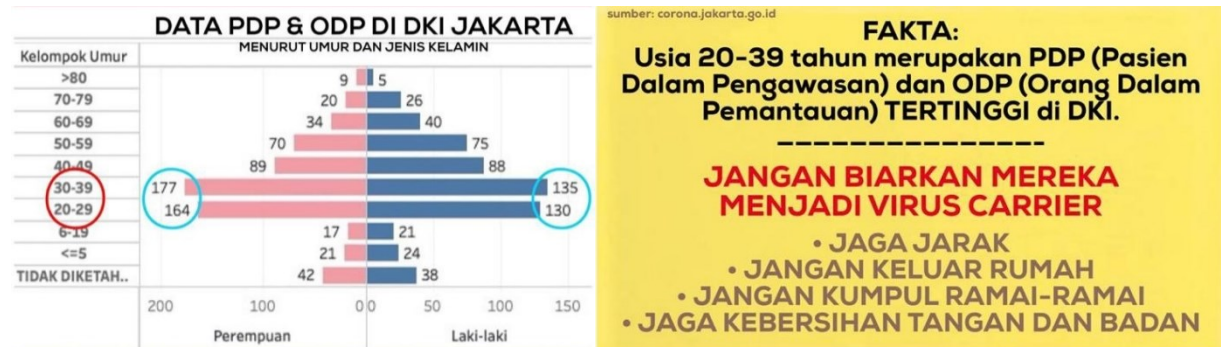 DATA PDP & ODP DI DKI JAKARTA
MENURUT UMUR DAN JENIS KELAMIN
Kelompok Umur
>80 9 5
70-79 20 26
60-69 34 40
50-59 70 75
40-49 89 88
30-39 177 135
20-29 164 130
6-19 17 21
<=5 21 24
TIDAK DIKETAH.. 42 38
200 100 0 0 50 100 150
Perempuan Laki-laki
sumber: corona.jakarta.go.id
FAKTA:
Usia 20-39 tahun merupakan PDP (Pasien
Dalam Pengawasan) dan ODP (Orang Dalam
Pemantauan) TERTINGGI di DKI.
JANGAN BIARKAN MEREKA
MENJADI VIRUS CARRIER
• JAGA JARAK
• JANGAN KELUAR RUMAH
• JANGAN KUMPUL RAMAI-RAMAI
• JAGA KEBERSIHAN TANGAN DAN BADAN